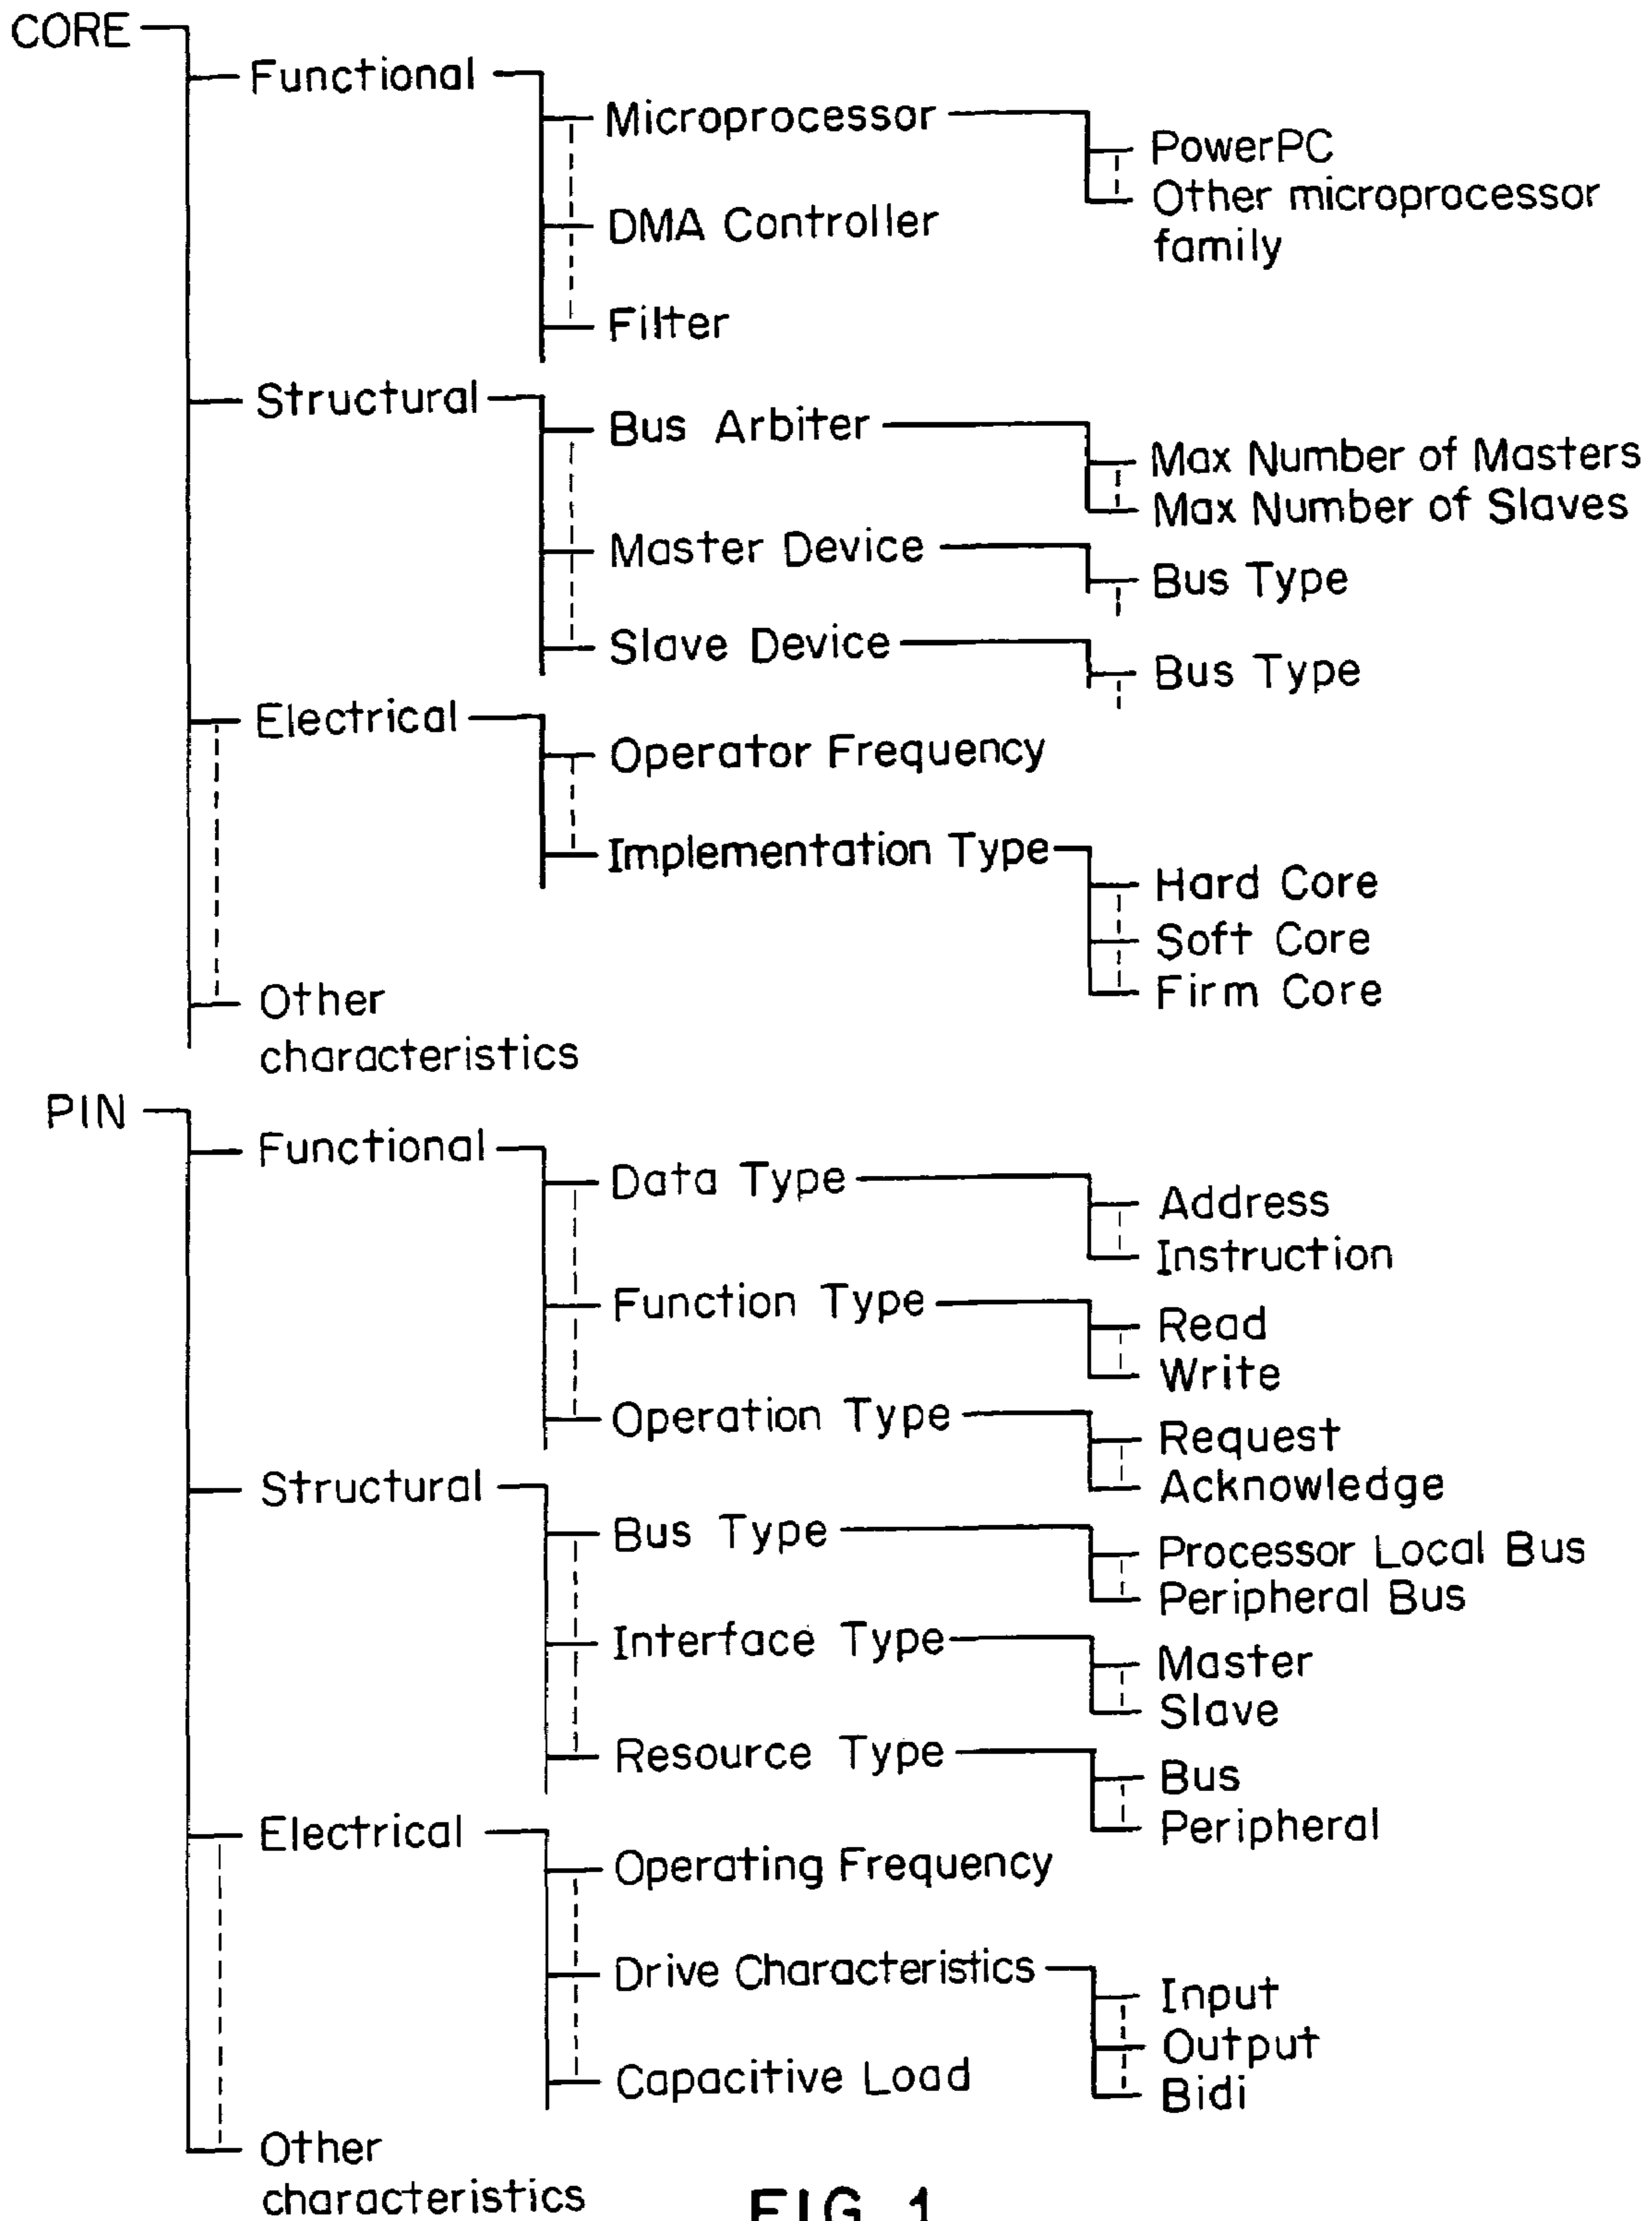 CORE
Functional
Microprocessor
PowerPC
Other microprocessor
family
DMA Controller
Filter
Structural
Bus Arbiter
Max Number of Masters
Max Number of Slaves
Master Device
Bus Type
Slave Device
Bus Type
Electrical
Operator Frequency
Implementation Type
Hard Core
Soft Core
Firm Core
Other
characteristics
PIN
Functional
Data Type
Address
Instruction
Function Type
Read
Write
Operation Type
Request
Acknowledge
Structural
Bus Type
Processor Local Bus
Peripheral Bus
Interface Type
Master
Slave
Resource Type
Bus
Peripheral
Electrical
Operating Frequency
Drive Characteristics
Input
Output
Bidi
Capacitive Load
Other
characteristics
FIG. 1